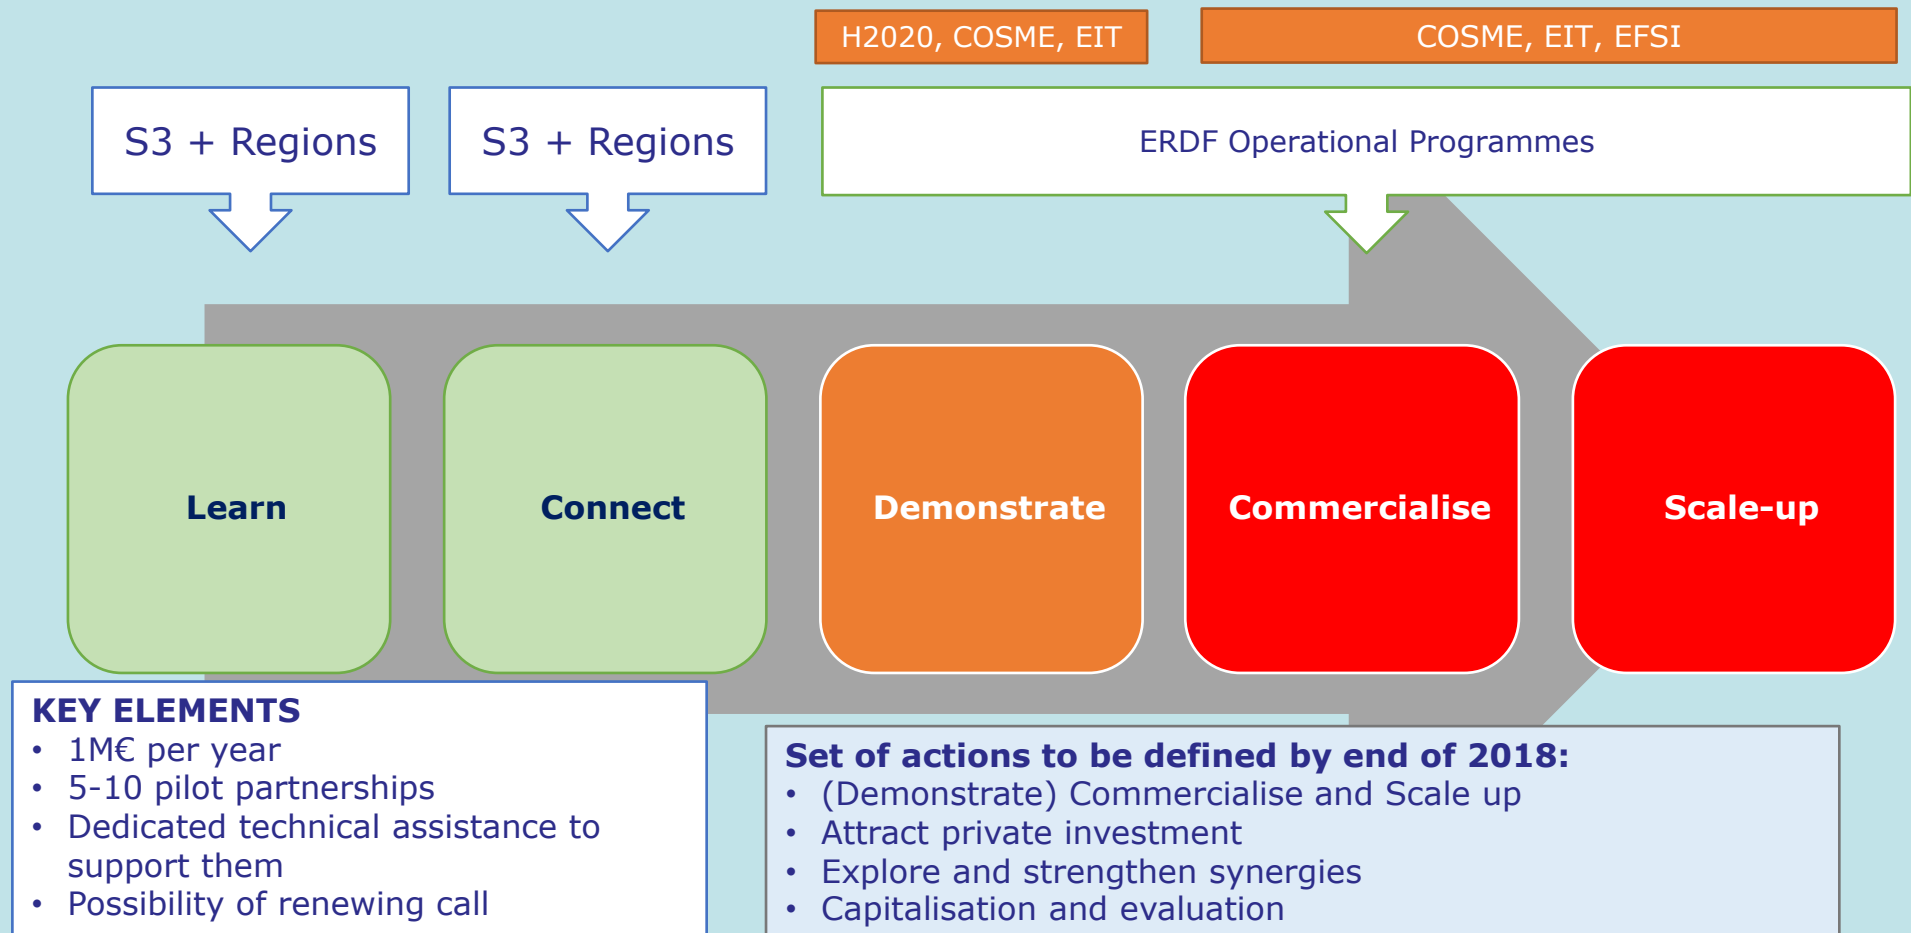 H2020, COSME, EIT
COSME, EIT, EFSI
S3 + Regions
S3 + Regions
ERDF Operational Programmes
Learn
Connect
Demonstrate
Commercialise
Scale-up
KEY ELEMENTS
• 1M€ per year
• 5-10 pilot partnerships
• Dedicated technical assistance to
support them
• Possibility of renewing call
Set of actions to be defined by end of 2018:
• (Demonstrate) Commercialise and Scale up
• Attract private investment
• Explore and strengthen synergies
• Capitalisation and evaluation